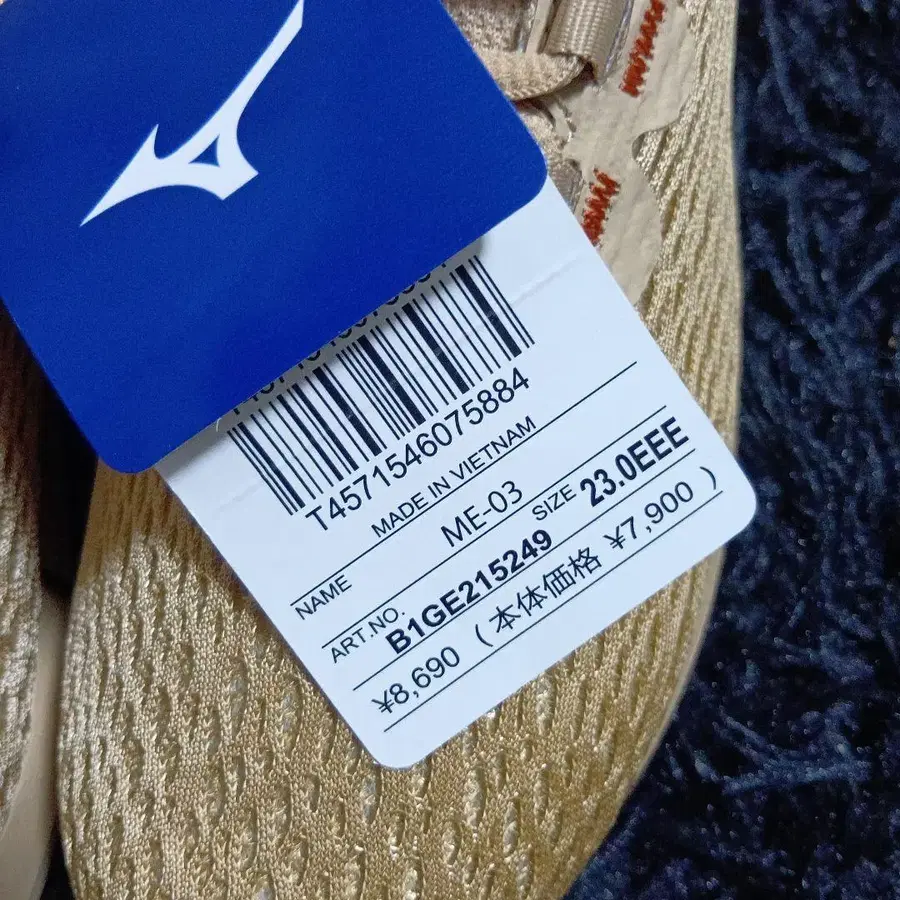 T4571546075884
MADE IN VIETNAM
NAME ME-03 SIZE 23.0EEE
ART.NO. B1GE215249
¥8,690 (本体価格 ¥7,900 )